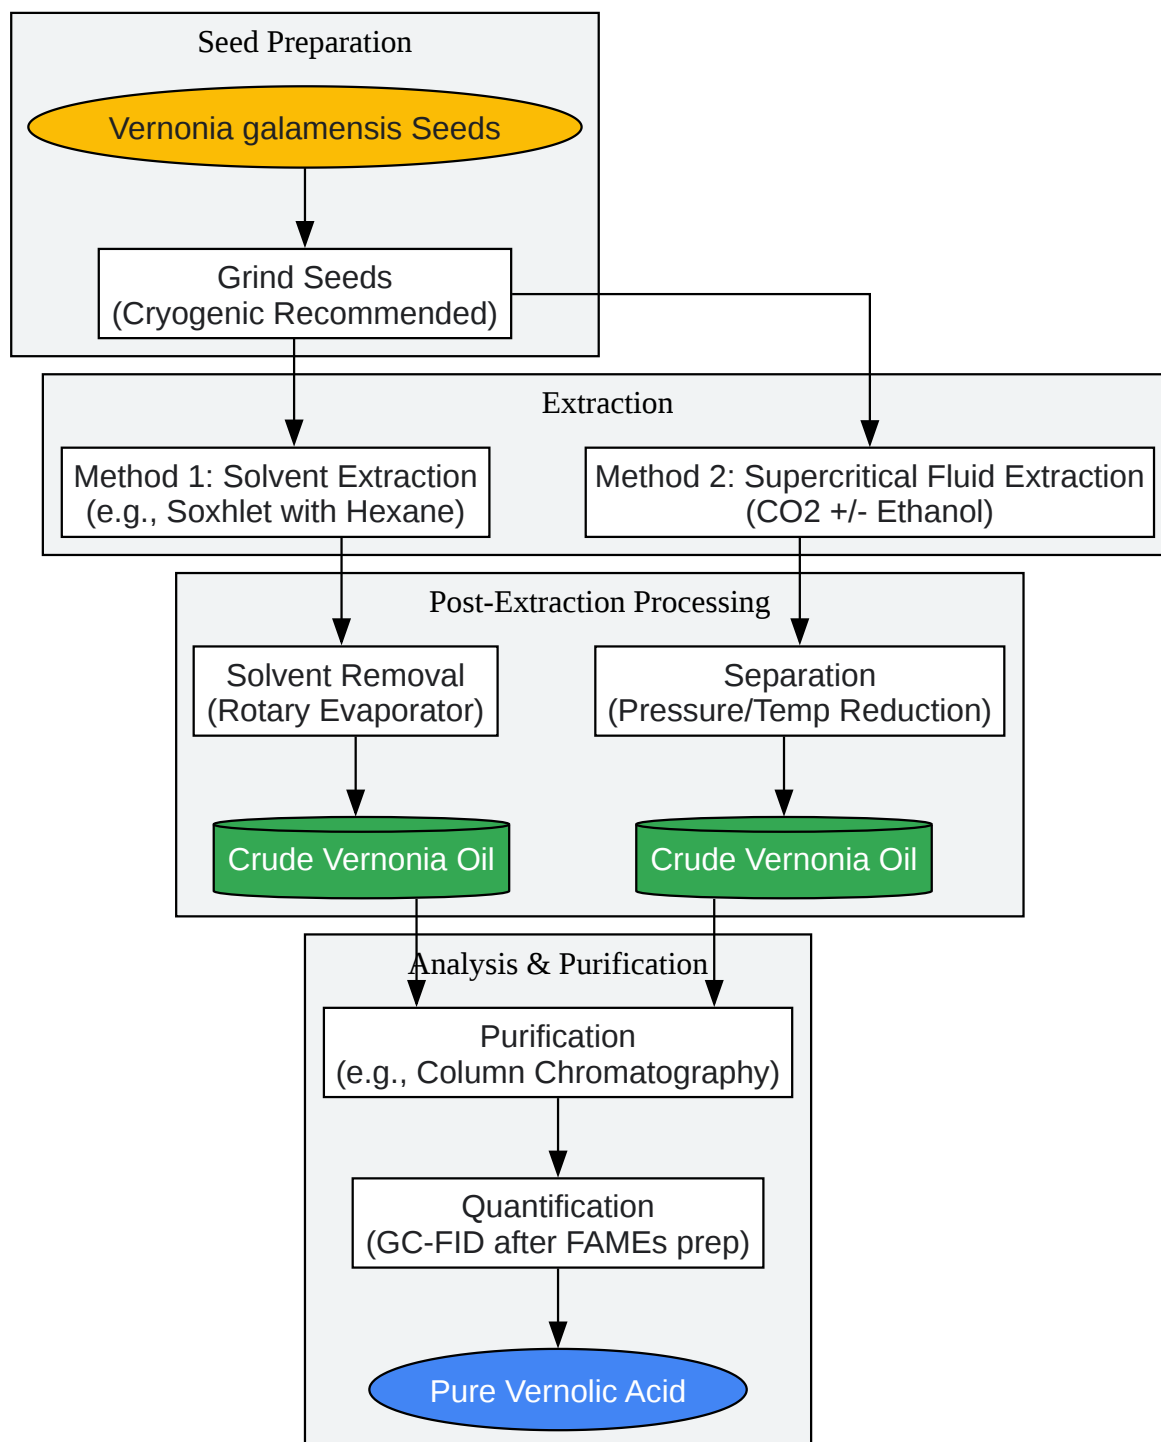 Seed Preparation
Vernonia galamensis Seeds
Grind Seeds
(Cryogenic Recommended)
Extraction
Method 1: Solvent Extraction
(e.g., Soxhlet with Hexane)
Method 2: Supercritical Fluid Extraction
(CO2 +/- Ethanol)
Post-Extraction Processing
Solvent Removal
(Rotary Evaporator)
Separation
(Pressure/Temp Reduction)
Crude Vernonia Oil
Crude Vernonia Oil
Analysis & Purification
Purification
(e.g., Column Chromatography)
Quantification
(GC-FID after FAMEs prep)
Pure Vernolic Acid